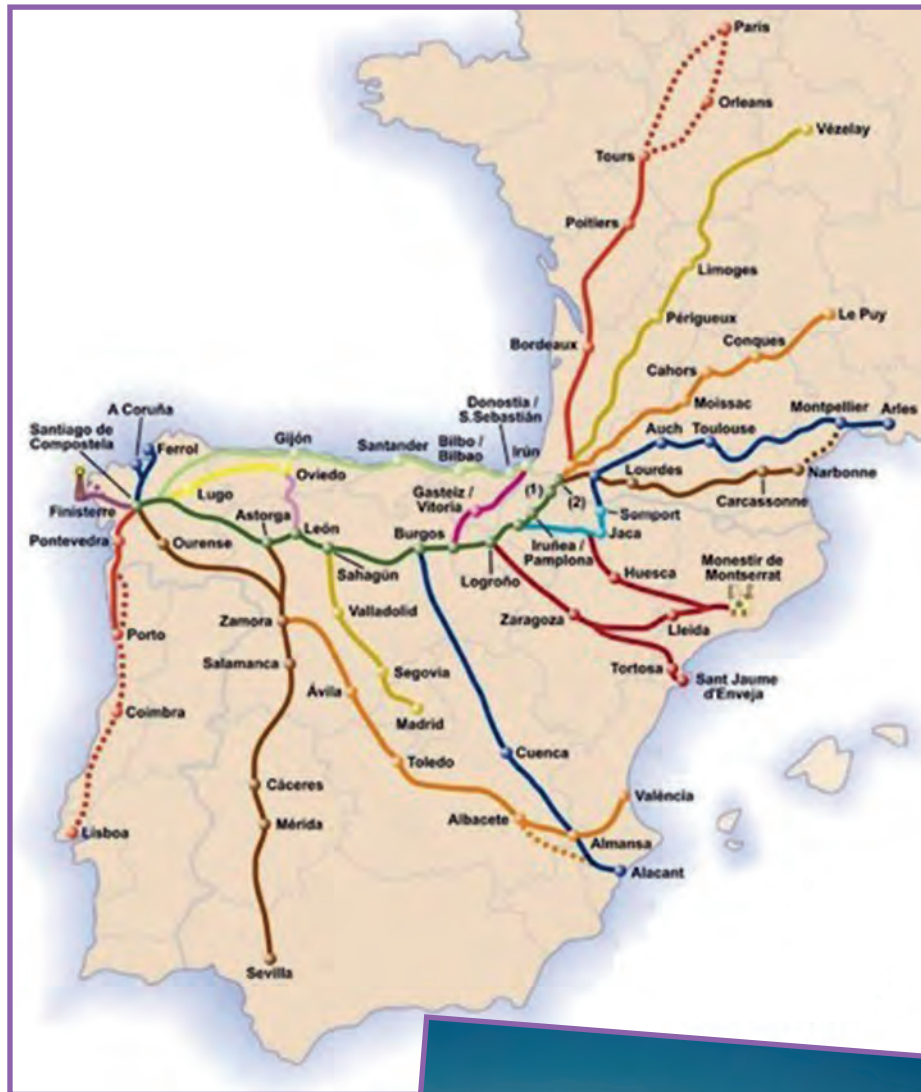 Paris
Orleans
Vézelay
Tours
Poitiers
Limoges
Périgueux
Le Puy
Bordeaux
Conques
Cahors
Moissac
Montpellier
Arles
Donostia /
S.Sebastián
A Coruña
Santiago de
Compostela
Ferrol
Gijón
Santander
Bilbo /
Bilbao
Irún
Auch
Toulouse
Lourdes
Narbonne
Carcassonne
Oviedo
Lugo
Gasteiz /
Vitoria
(1)
(2)
Somport
Finisterre
Astorga
León
Burgos
Jaca
Pontevedra
Ourense
Sahagún
Logroño
Iruñea /
Pamplona
Huesca
Monestir de
Montserrat
Valladolid
Zaragoza
Lleida
Zamora
Porto
Salamanca
Segovia
Tortosa
Sant Jaume
d'Enveja
Ávila
Madrid
Coimbra
Toledo
Cuenca
Cáceres
València
Albacete
Mérida
Almansa
Lisboa
Alacant
Sevilla